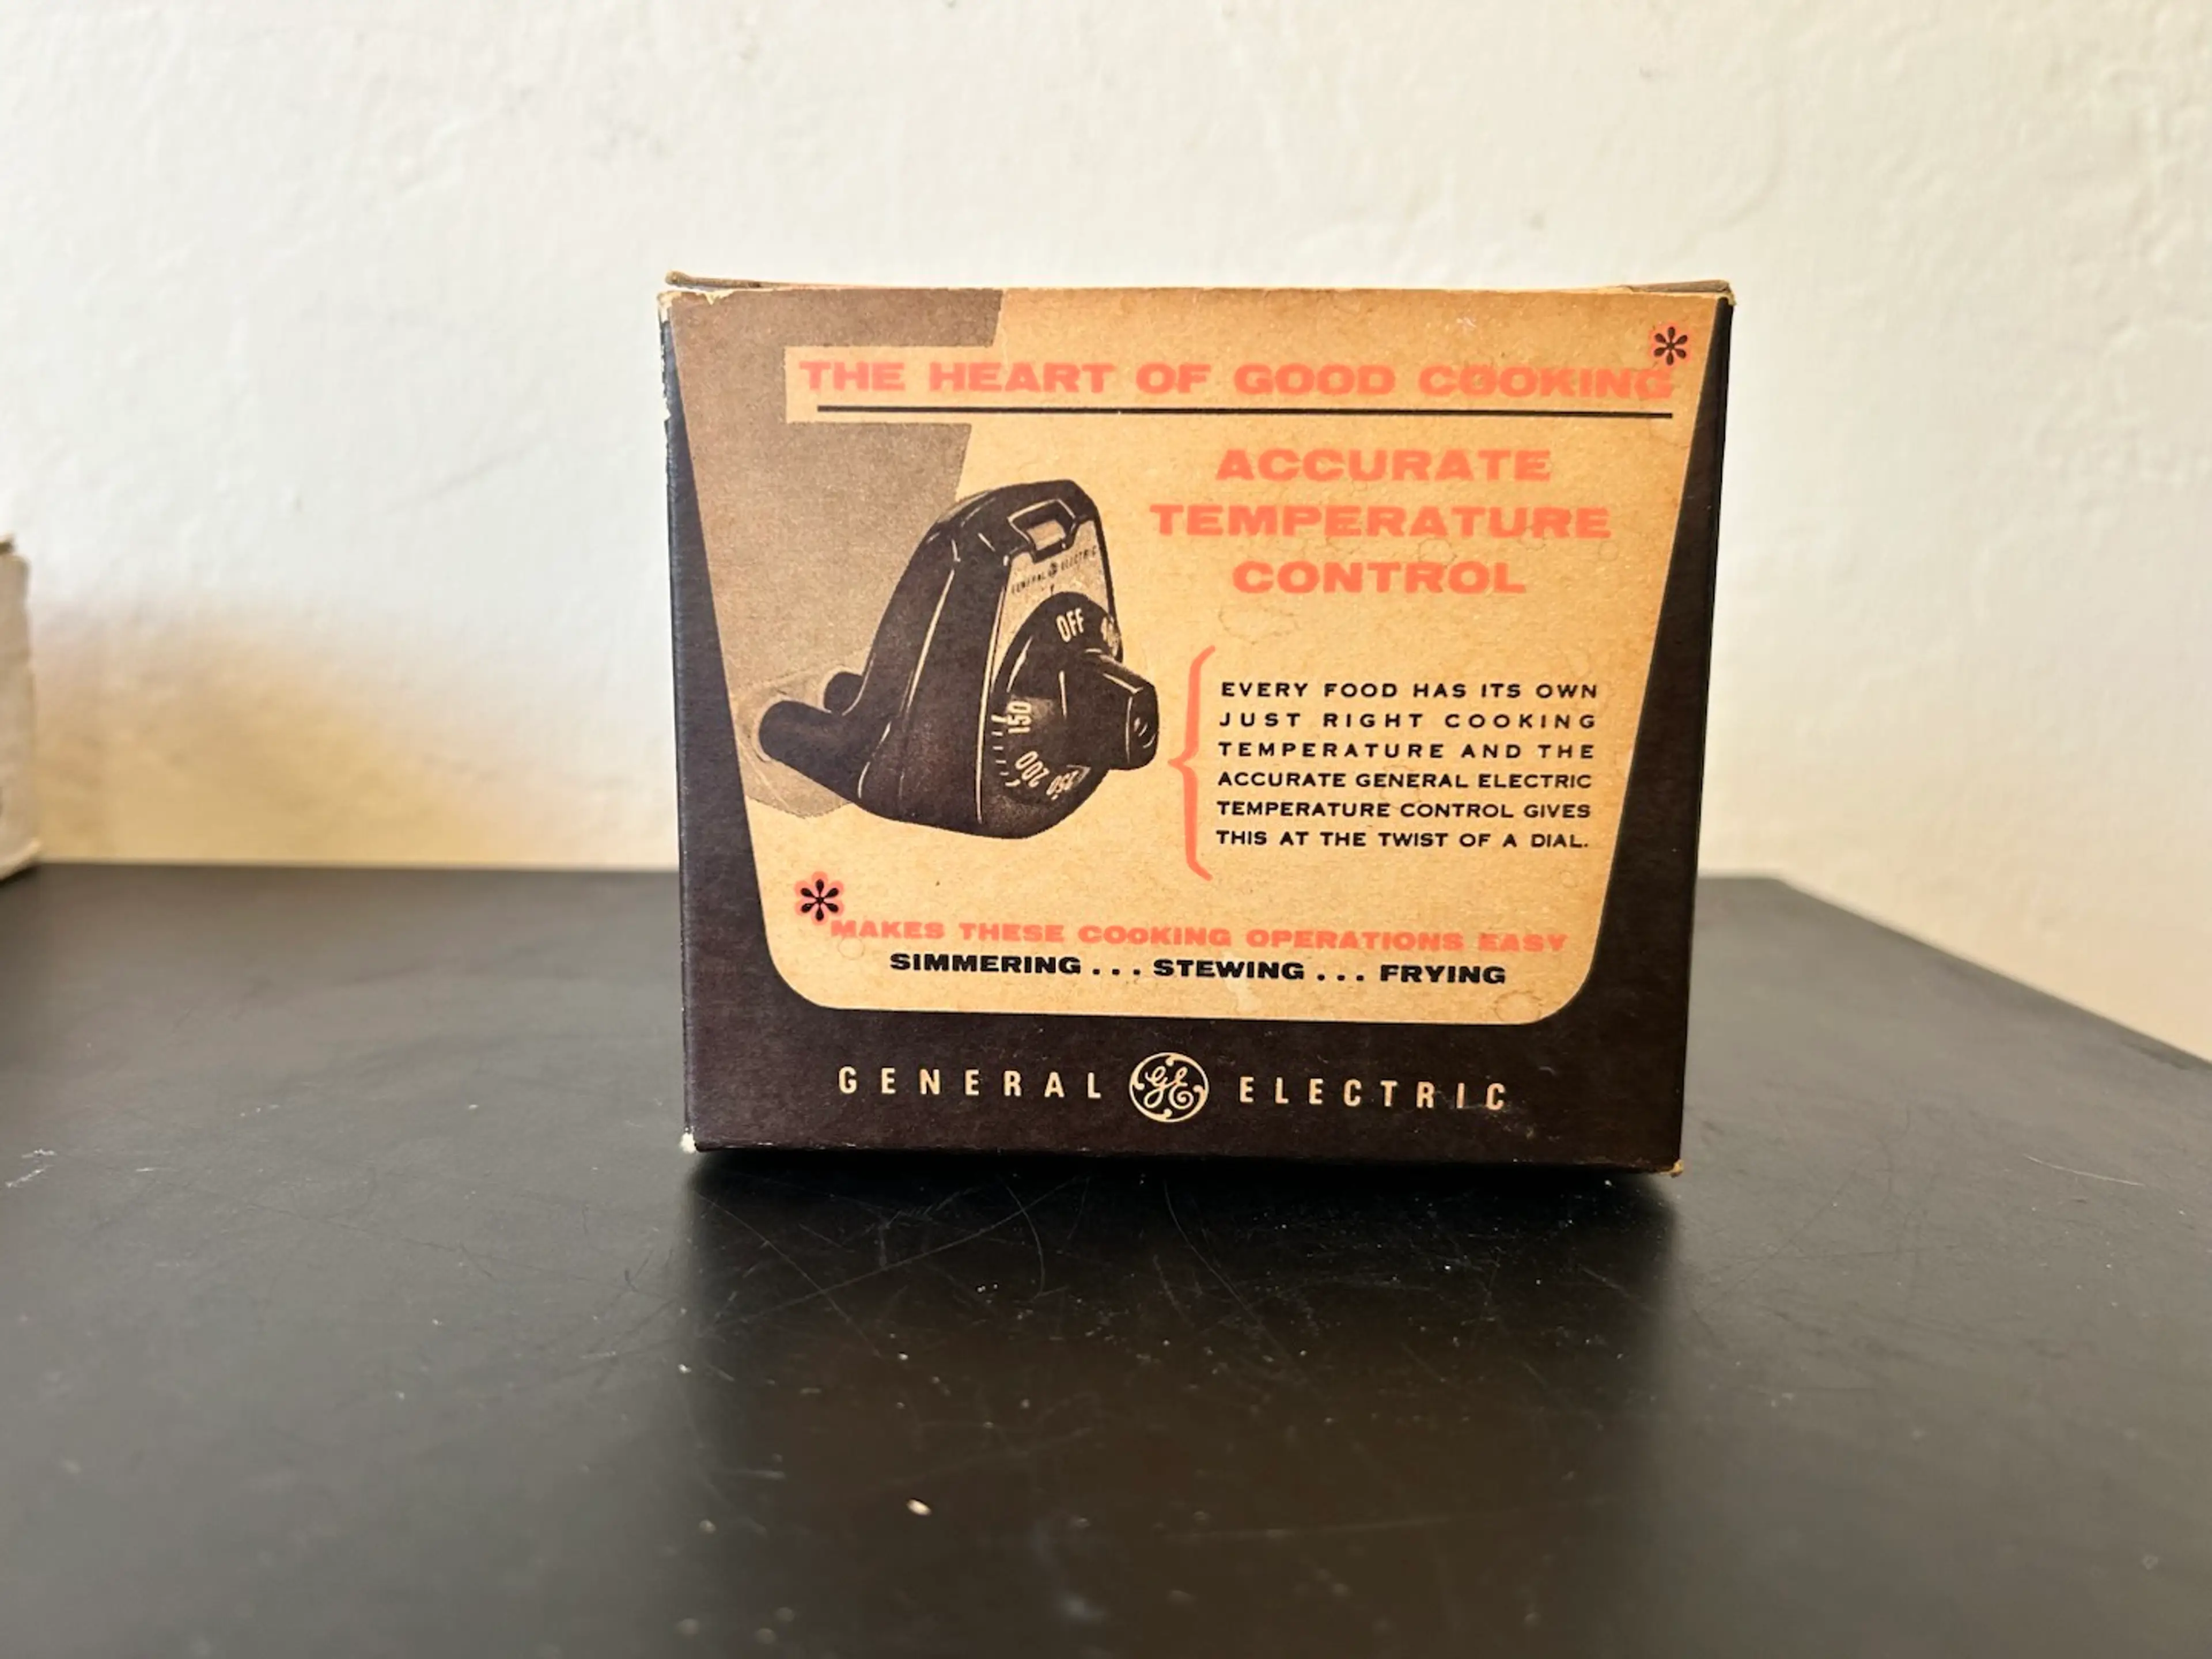 THE HEART OF GOOD COOKING*
ACCURATE
TEMPERATURE
CONTROL
GENERAL GE ELECTRIC
OFF
150
200
250
EVERY FOOD HAS ITS OWN
JUST RIGHT COOKING
TEMPERATURE AND THE
ACCURATE GENERAL ELECTRIC
TEMPERATURE CONTROL GIVES
THIS AT THE TWIST OF A DIAL.
*MAKES THESE COOKING OPERATIONS EASY
SIMMERING . . . STEWING . . . FRYING
GENERAL GE ELECTRIC